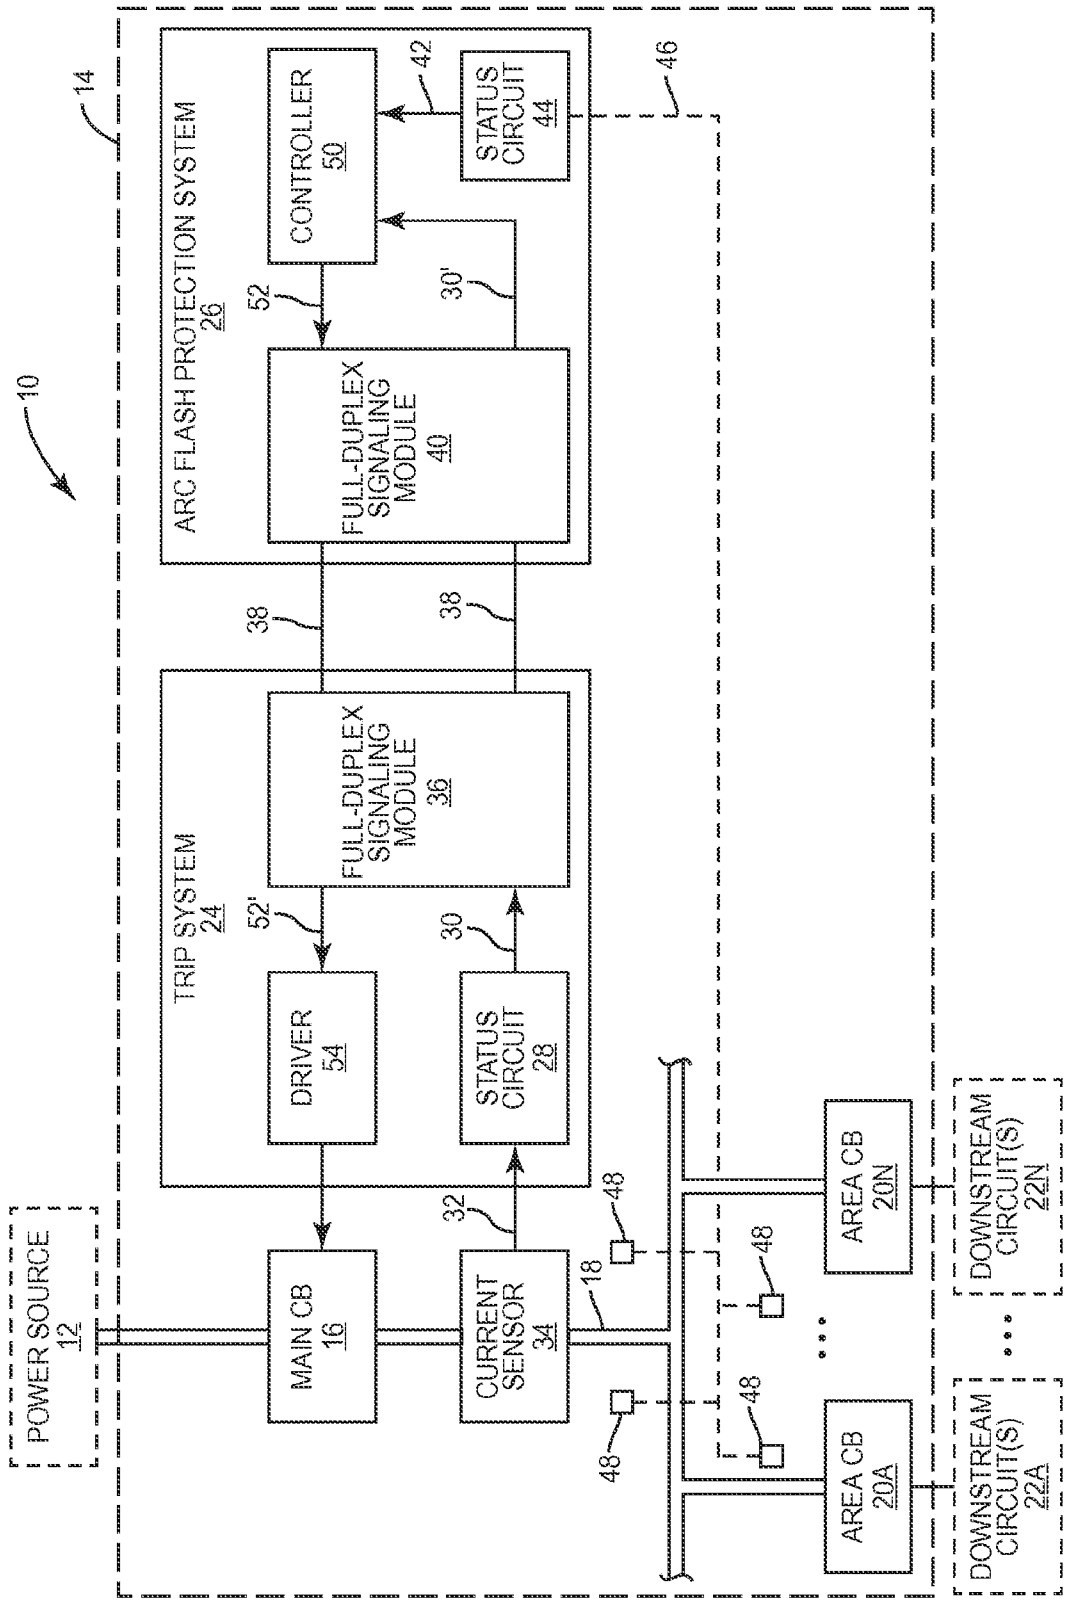 10
14
POWER SOURCE
12
TRIP SYSTEM
24
ARC FLASH PROTECTION SYSTEM
26
MAIN CB
16
DRIVER
54
52'
FULL-DUPLEX
SIGNALING
MODULE
36
38
38
FULL-DUPLEX
SIGNALING
MODULE
40
52
CONTROLLER
50
30'
42
CURRENT
SENSOR
34
32
STATUS
CIRCUIT
28
30
STATUS
CIRCUIT
44
46
18
48
48
48
48
AREA CB
20A
AREA CB
20N
DOWNSTREAM
CIRCUIT(S)
22A
DOWNSTREAM
CIRCUIT(S)
22N